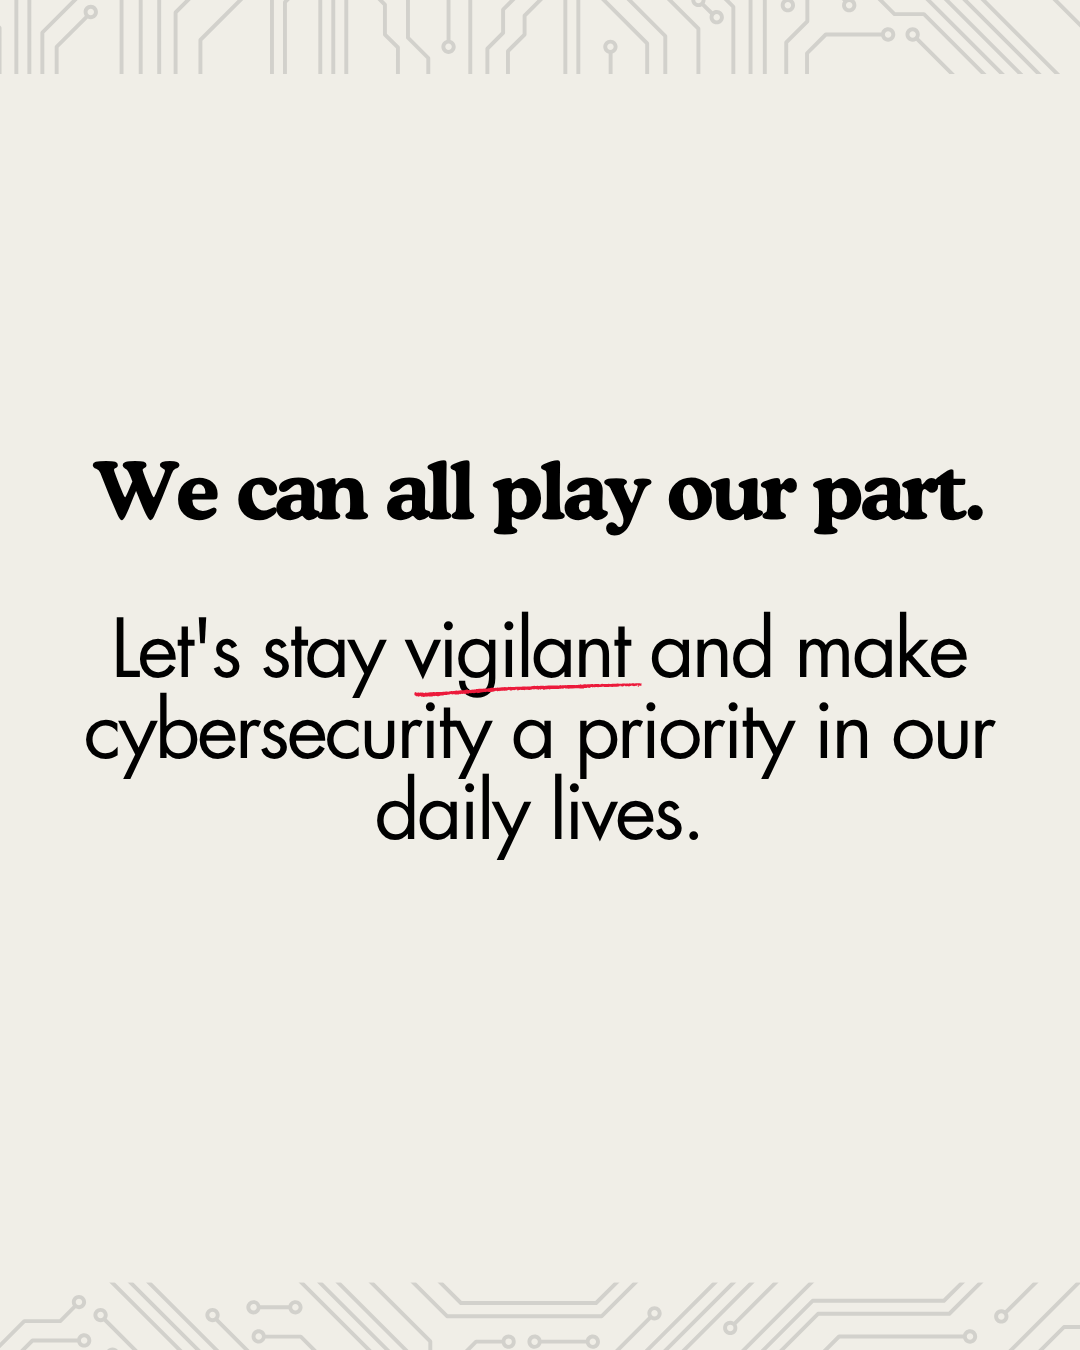 We can all play our part.
Let's stay vigilant and make
cybersecurity a priority in our
daily lives.